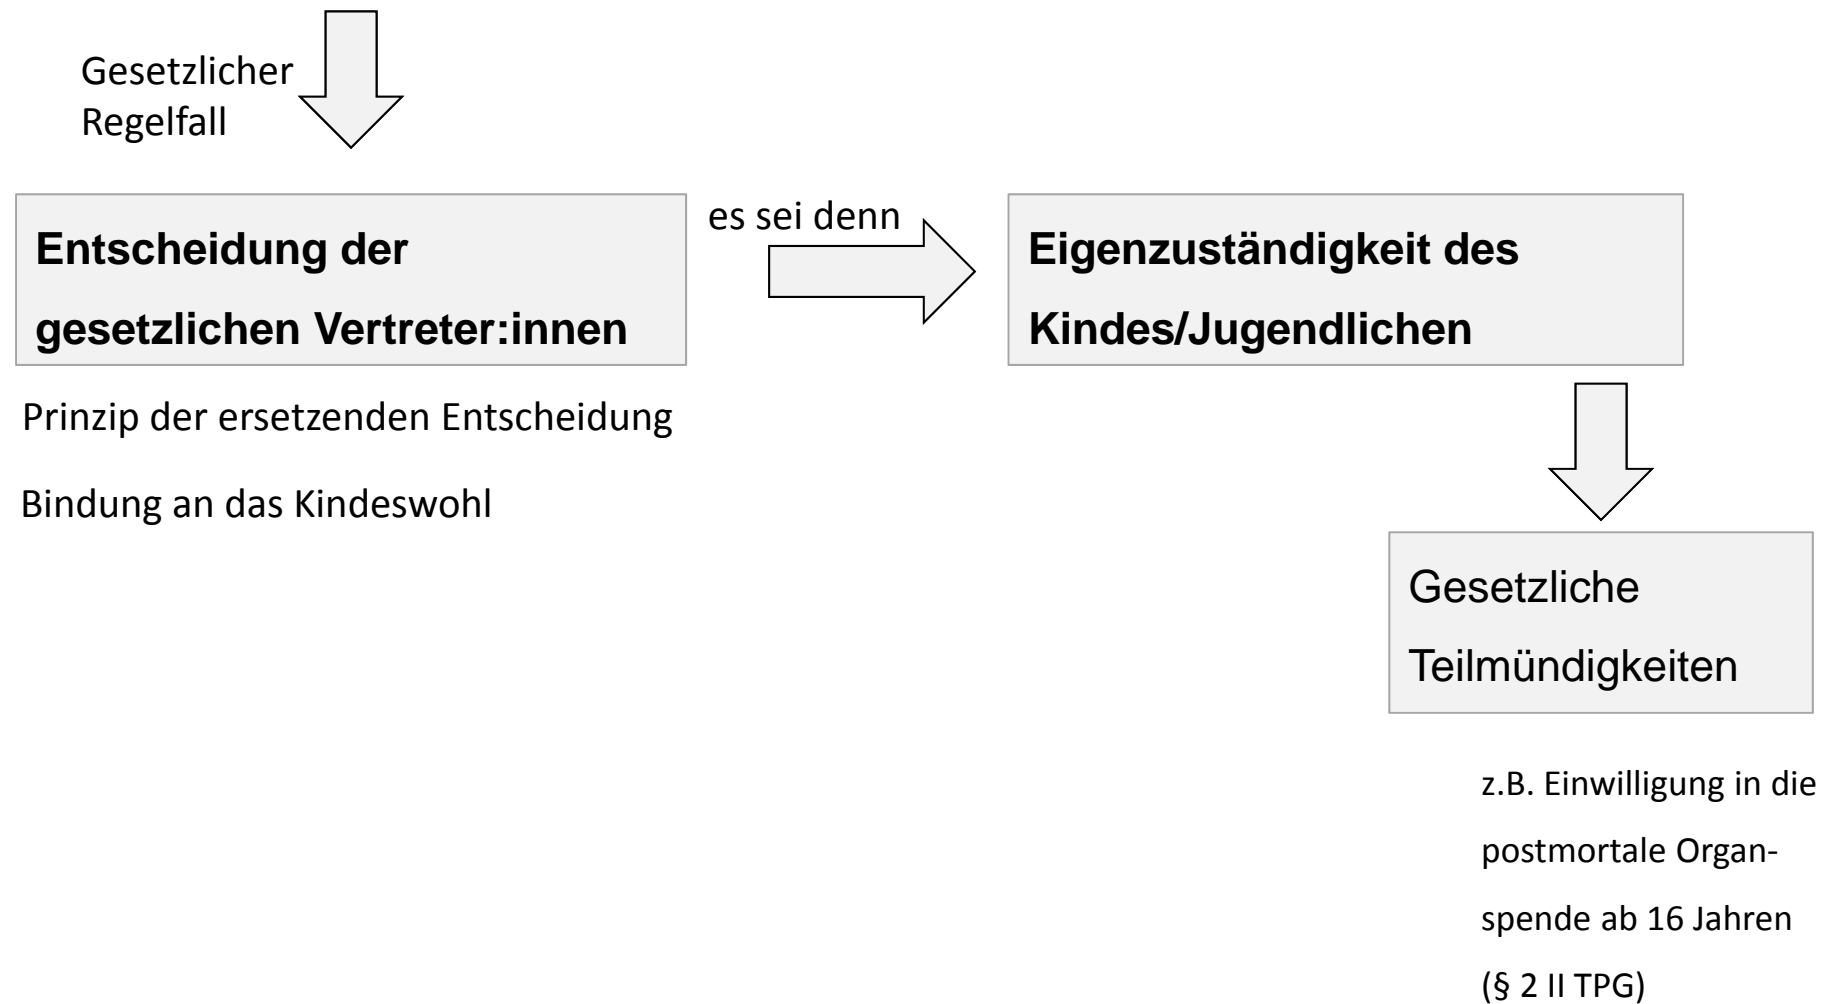 Gesetzlicher
Regelfall
Entscheidung der
gesetzlichen Vertreter:innen
es sei denn
Eigenzuständigkeit des
Kindes/Jugendlichen
Prinzip der ersetzenden Entscheidung
Bindung an das Kindeswohl
Gesetzliche
Teilmündigkeiten
z.B. Einwilligung in die
postmortale Organ-
spende ab 16 Jahren
(§ 2 II TPG)